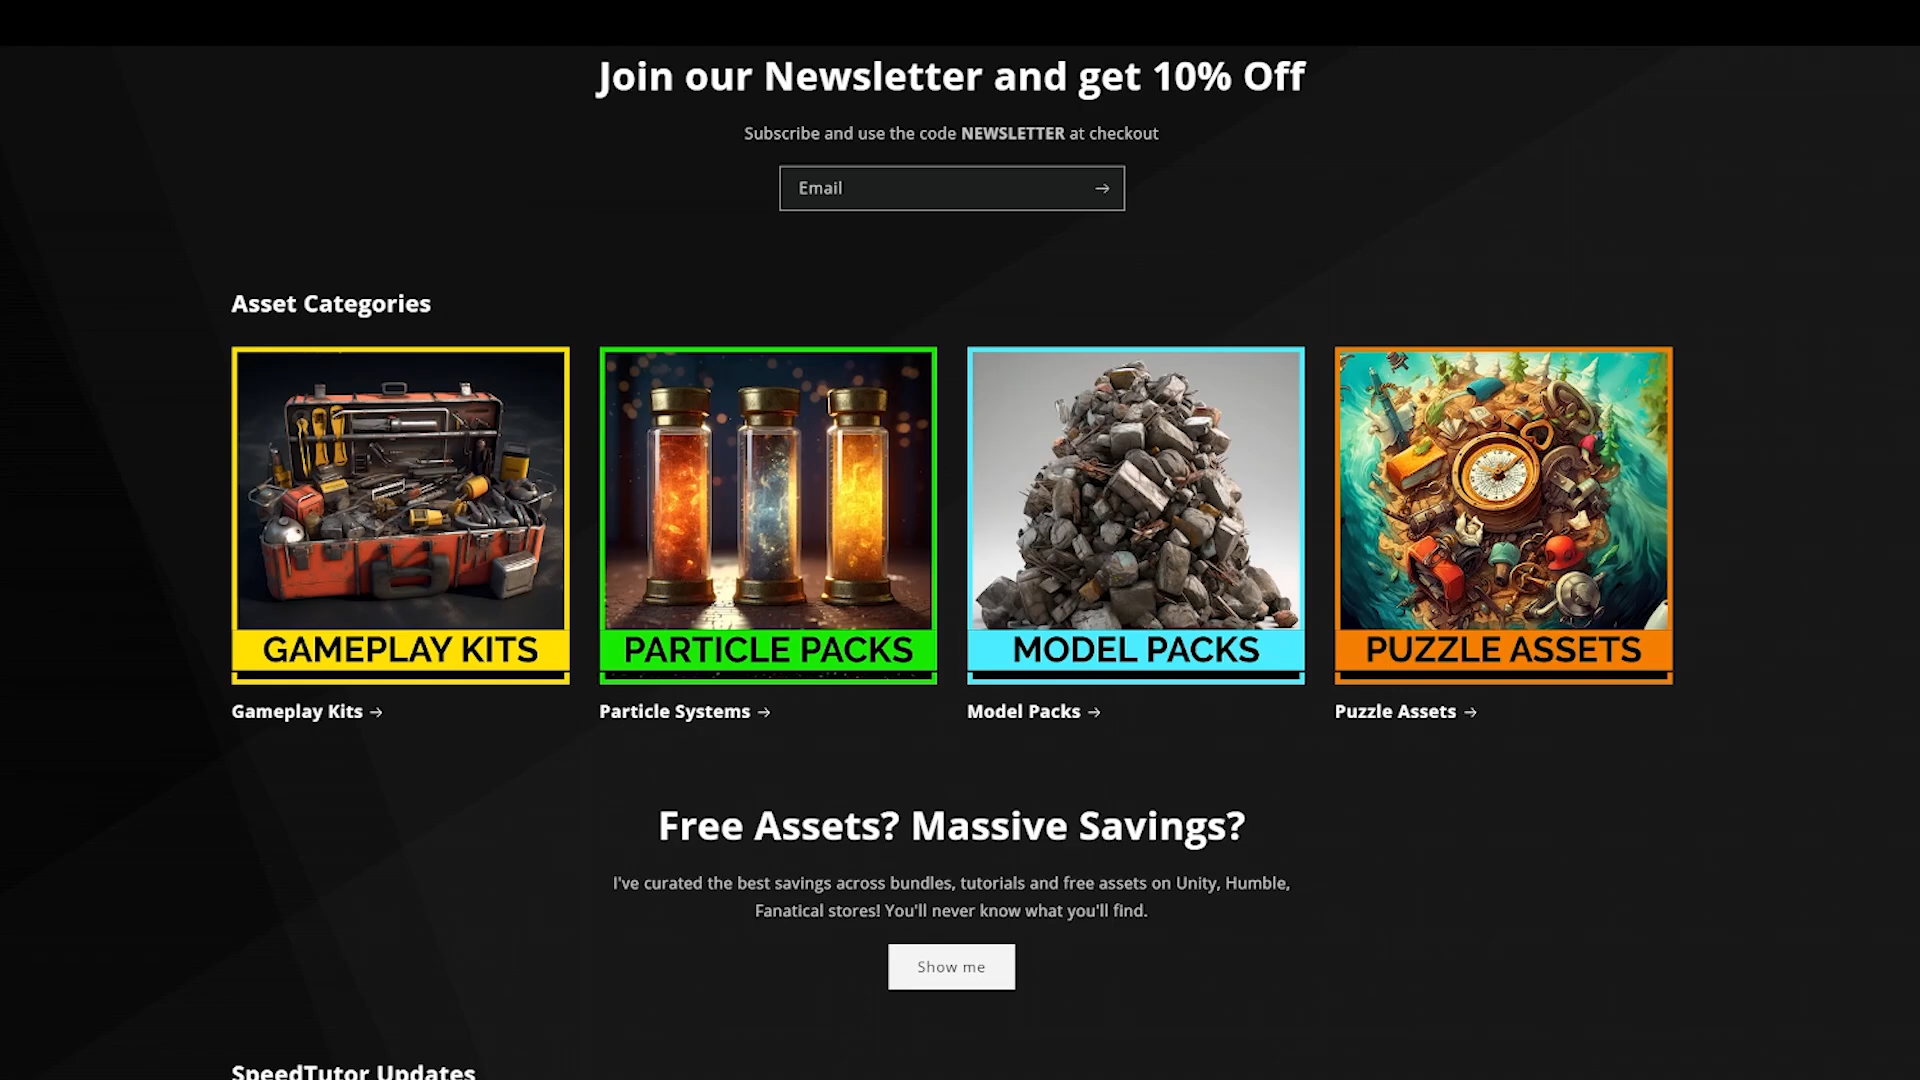 Join our Newsletter and get 10% Off
Subscribe and use the code NEWSLETTER at checkout
Email →
Asset Categories
GAMEPLAY KITS
PARTICLE PACKS
MODEL PACKS
PUZZLE ASSETS
Gameplay Kits →
Particle Systems →
Model Packs →
Puzzle Assets →
Free Assets? Massive Savings?
I've curated the best savings across bundles, tutorials and free assets on Unity, Humble,
Fanatical stores! You'll never know what you'll find.
Show me
SpeedTutor Updates